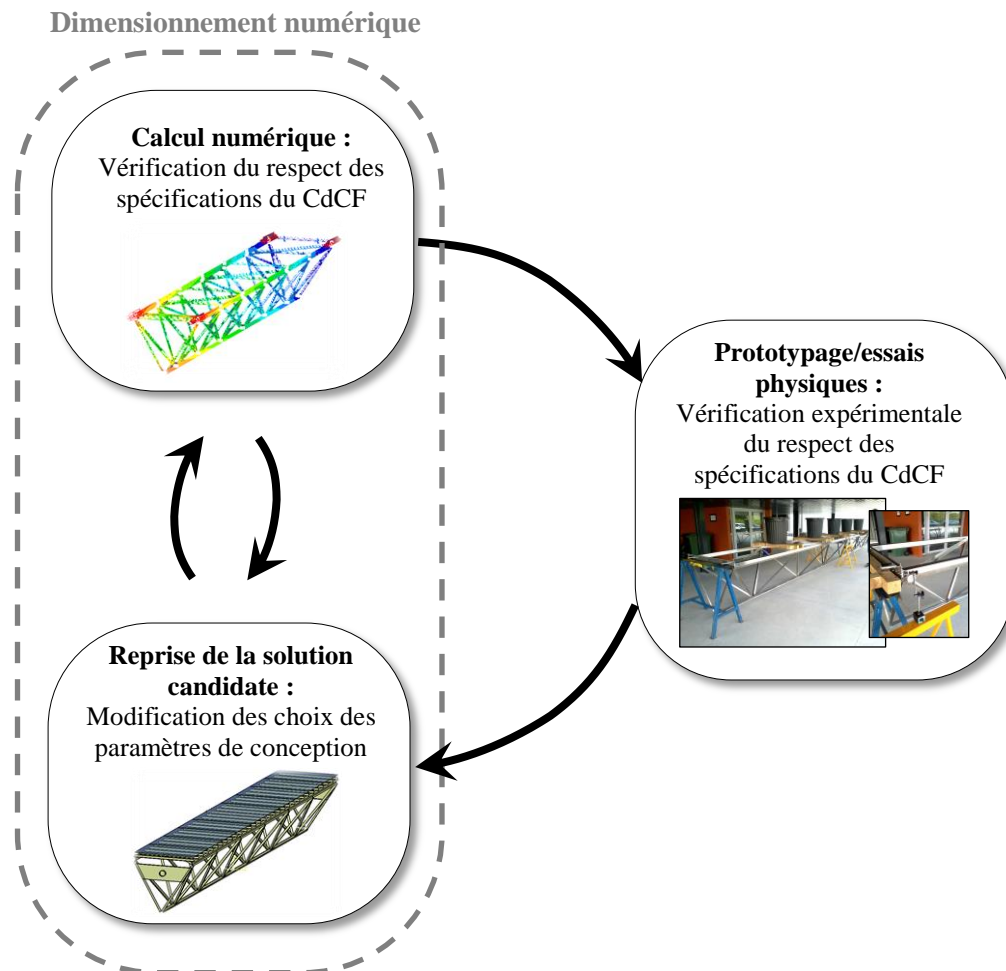 Dimensionnement numérique
Calcul numérique :
Vérification du respect des
spécifications du CdCF
Prototypage/essais
physiques :
Vérification expérimentale
du respect des
spécifications du CdCF
Reprise de la solution
candidate :
Modification des choix des
paramètres de conception